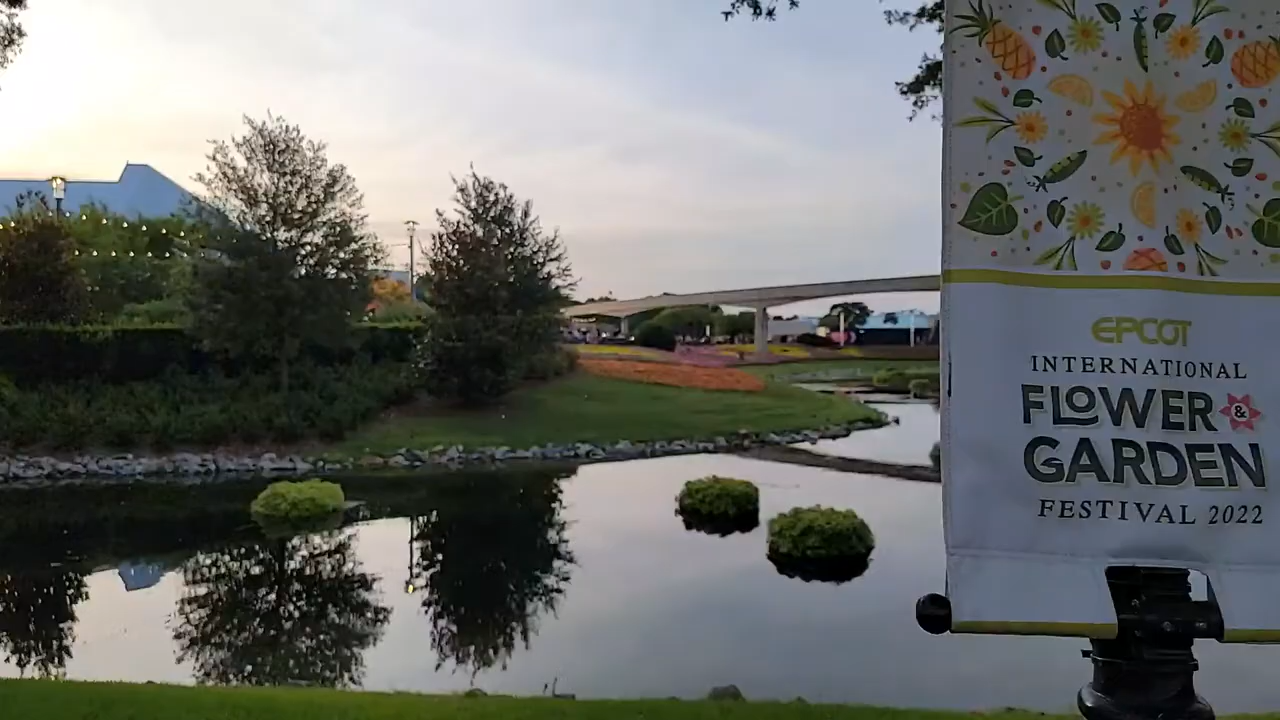 EPCOT
INTERNATIONAL
FLOWER &
GARDEN
FESTIVAL 2022